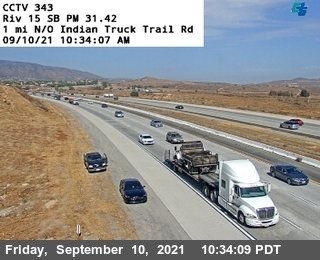 CCTV 343
Riv 15 SB PM 31.42
1 mi N/O Indian Truck Trail Rd
09/10/21 10:34:07 AM
Friday, September 10, 2021 10:34:09 PDT